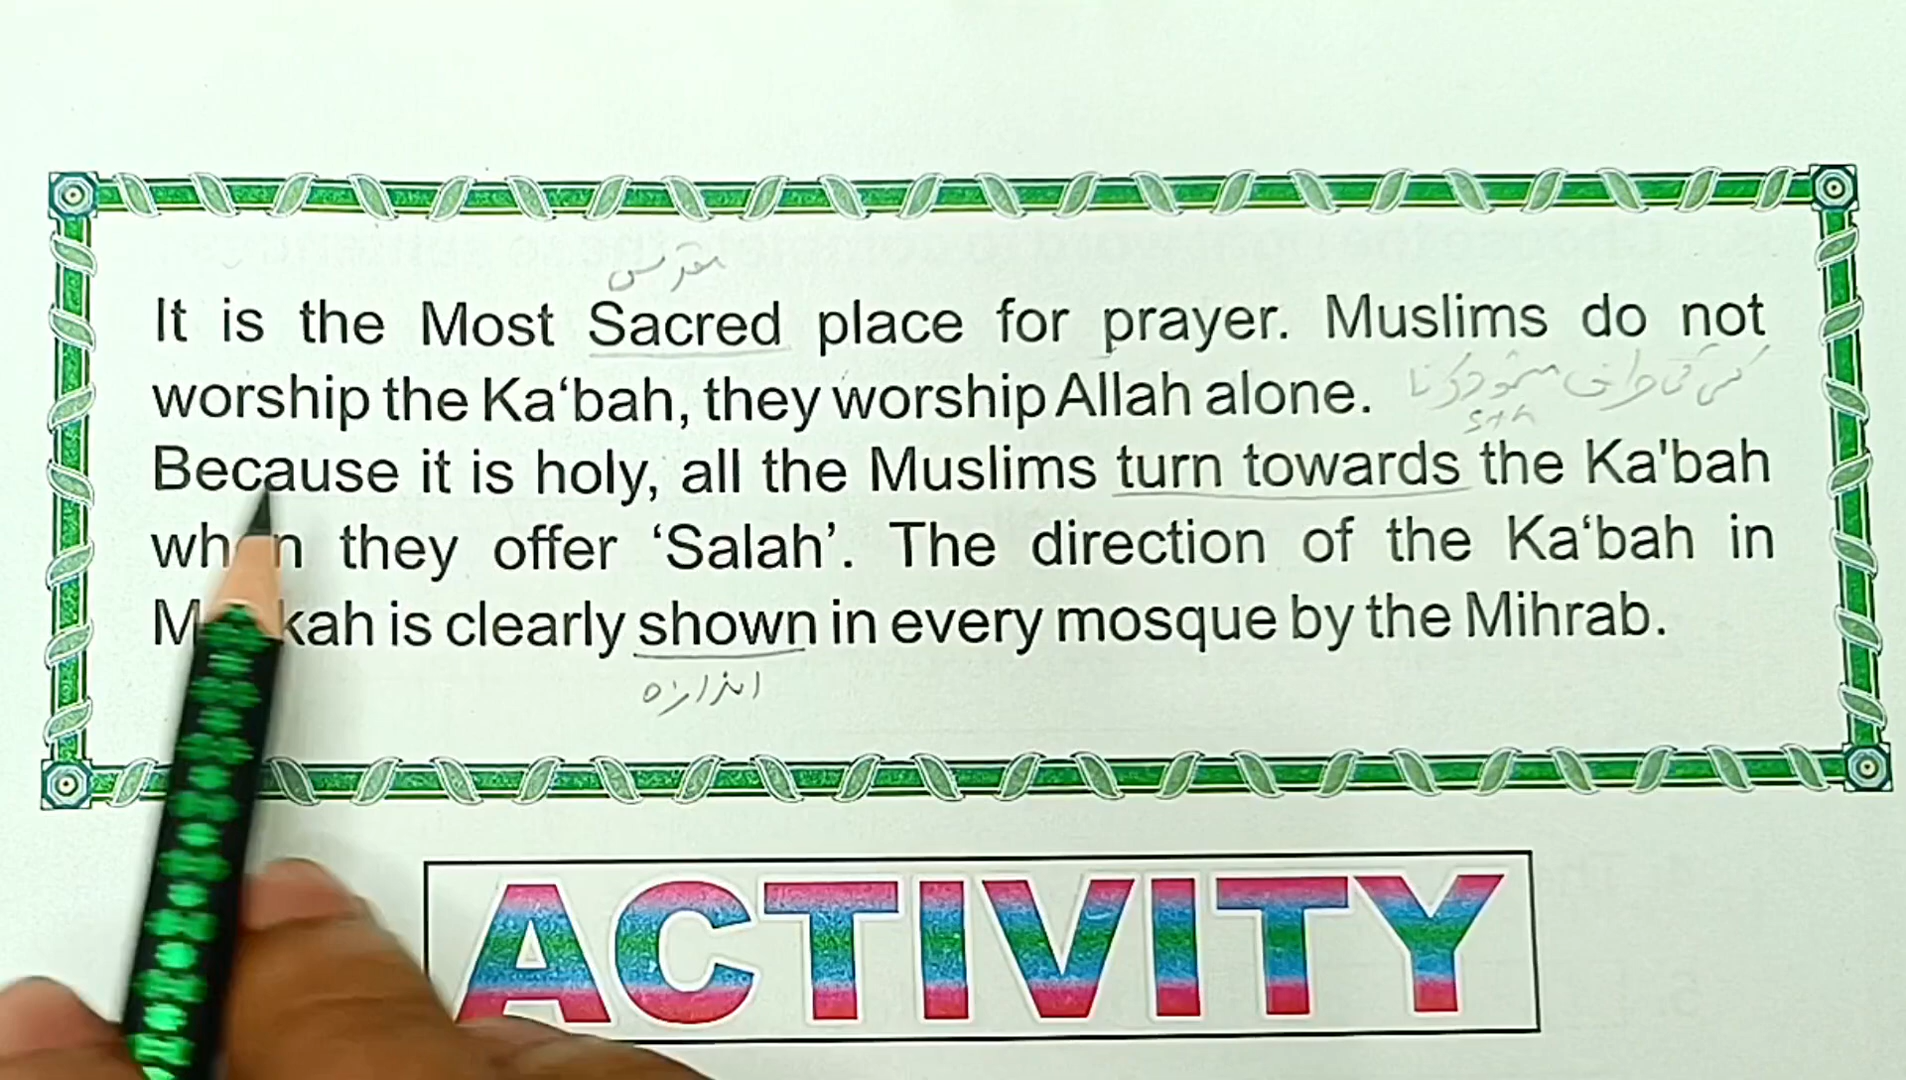 مقدس
It is the Most Sacred place for prayer. Muslims do not
worship the Ka‘bah, they worship Allah alone.
Because it is holy, all the Muslims turn towards the Ka'bah
they offer ‘Salah’. The direction of the Ka‘bah in
is clearly shown in every mosque by the Mihrab.
اندازہ
ACTIVITY